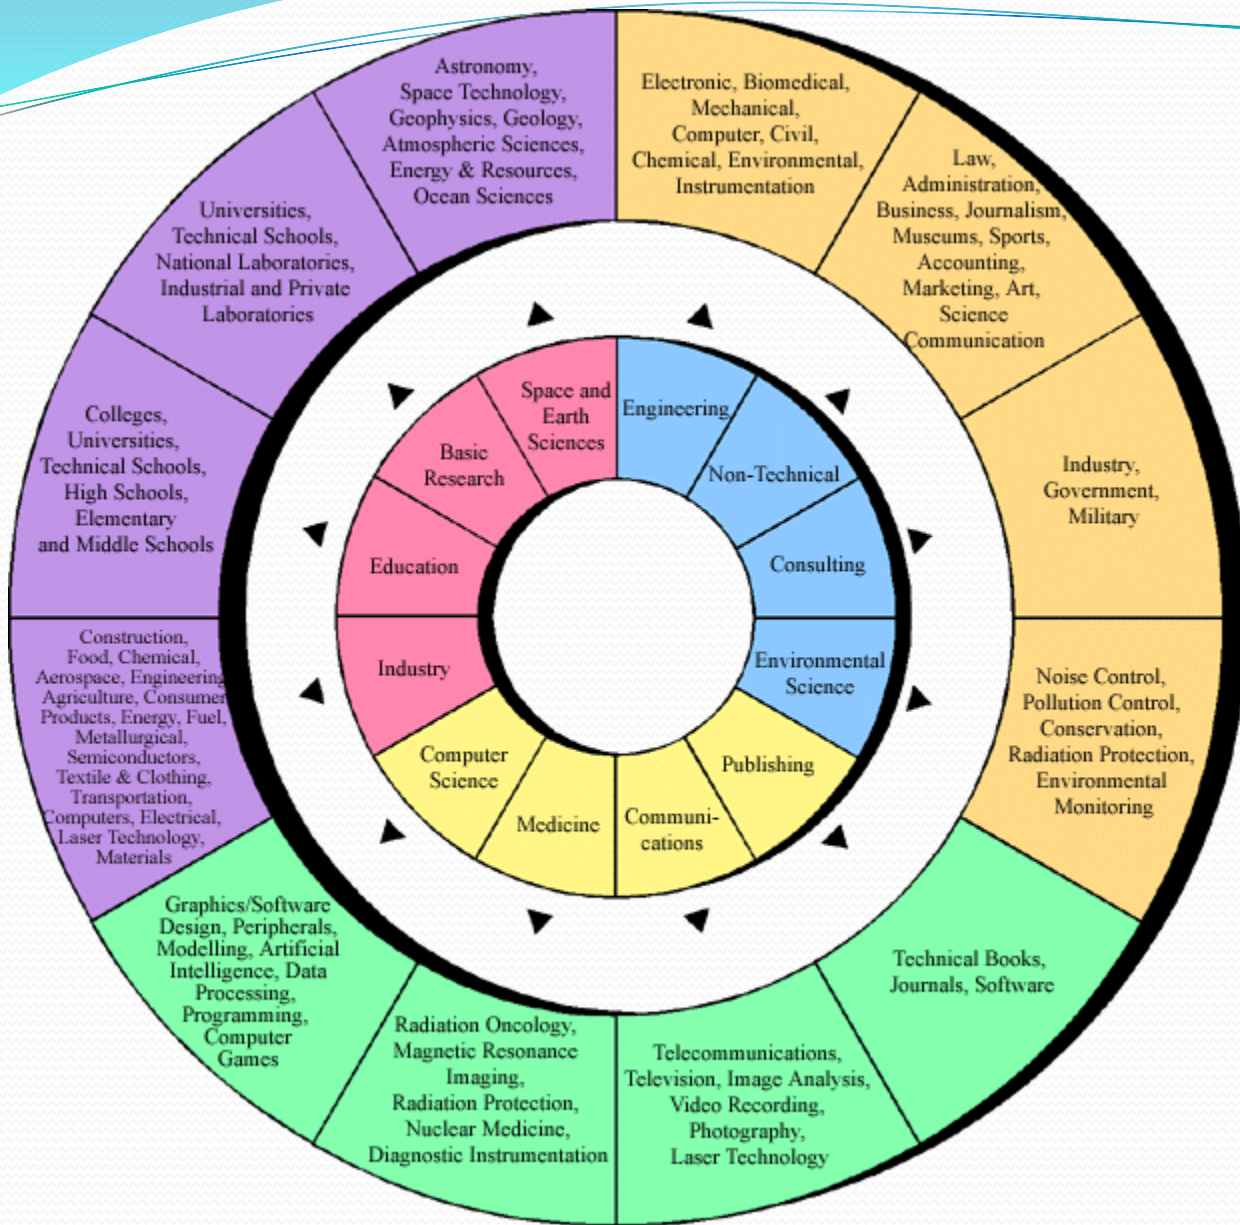 Astronomy,
Space Technology,
Geophysics, Geology,
Atmospheric Sciences,
Energy & Resources,
Ocean Sciences
Electronic, Biomedical,
Mechanical,
Computer, Civil,
Chemical, Environmental,
Instrumentation
Law,
Administration,
Business, Journalism,
Museums, Sports,
Accounting,
Marketing, Art,
Science
Communication
Industry,
Government,
Military
Noise Control,
Pollution Control,
Conservation,
Radiation Protection,
Environmental
Monitoring
Technical Books,
Journals, Software
Telecommunications,
Television, Image Analysis,
Video Recording,
Photography,
Laser Technology
Radiation Oncology,
Magnetic Resonance
Imaging,
Radiation Protection,
Nuclear Medicine,
Diagnostic Instrumentation
Graphics/Software
Design, Peripherals,
Modelling, Artificial
Intelligence, Data
Processing,
Programming,
Computer
Games
Construction,
Food, Chemical,
Aerospace, Engineering
Agriculture, Consumer
Products, Energy, Fuel,
Metallurgical,
Semiconductors,
Textile & Clothing,
Transportation,
Computers, Electrical,
Laser Technology,
Materials
Colleges,
Universities,
Technical Schools,
High Schools,
Elementary
and Middle Schools
Universities,
Technical Schools,
National Laboratories,
Industrial and Private
Laboratories
Space and
Earth
Sciences
Engineering
Non-Technical
Consulting
Environmental
Science
Publishing
Communi-
cations
Medicine
Computer
Science
Industry
Education
Basic
Research